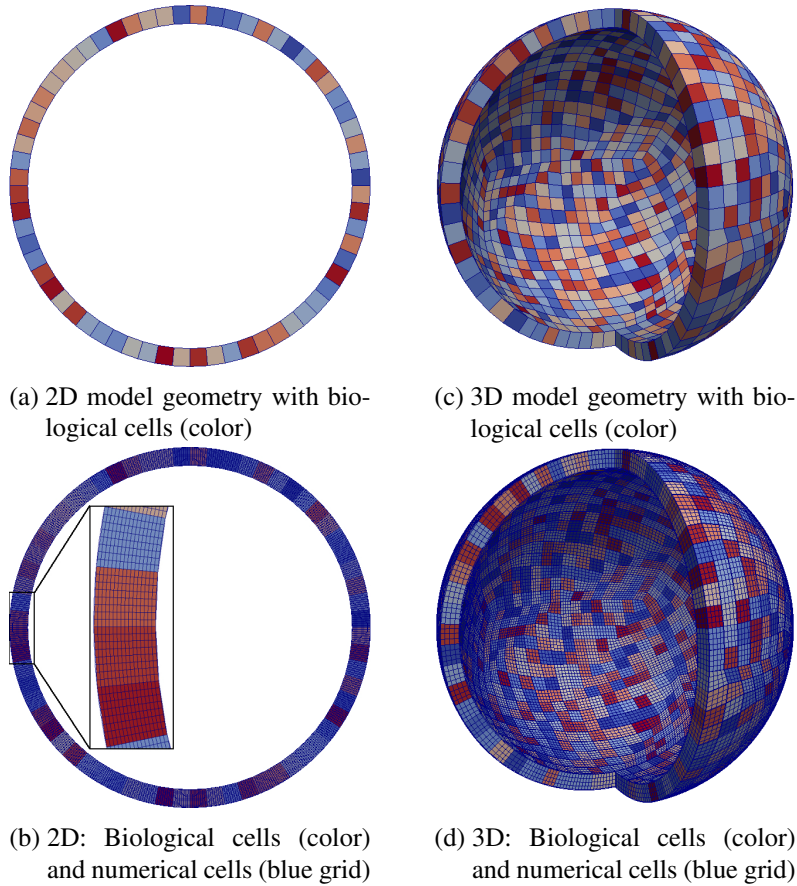 (a) 2D model geometry with bio-
logical cells (color)
(c) 3D model geometry with bio-
logical cells (color)
(b) 2D: Biological cells (color)
and numerical cells (blue grid)
(d) 3D: Biological cells (color)
and numerical cells (blue grid)